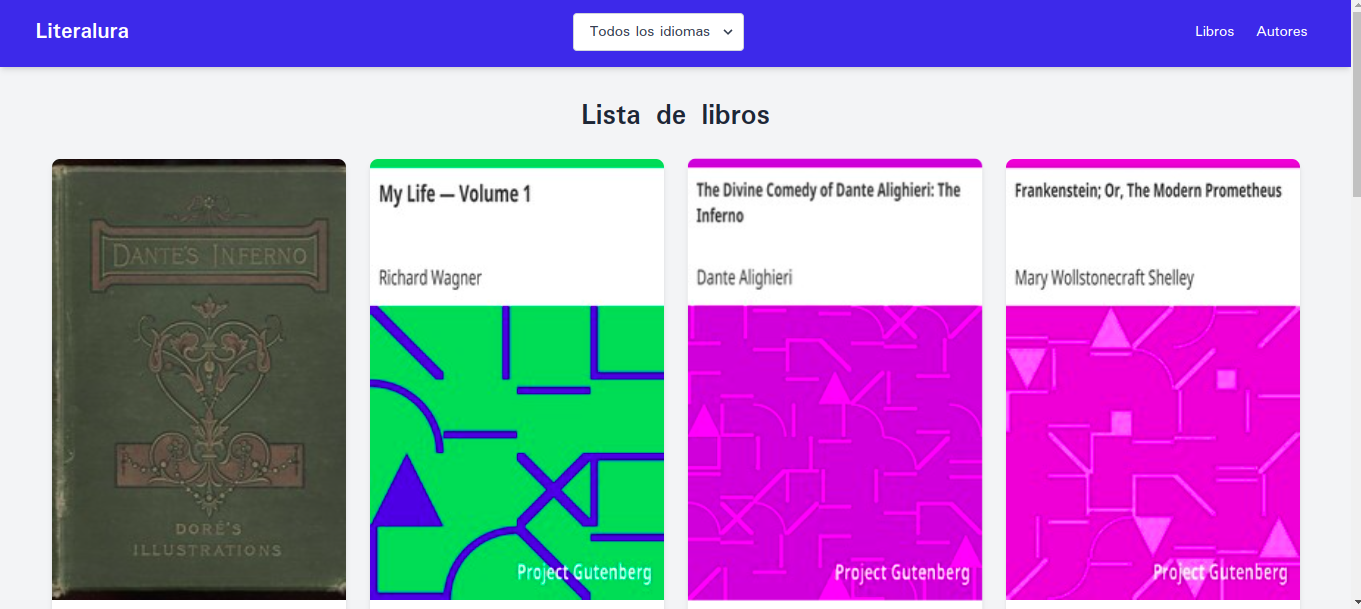 Literalura
Todos los idiomas
Libros
Autores
Lista de libros
DANTE'S INFERNO
DORÉ'S
ILLUSTRATIONS
My Life — Volume 1
Richard Wagner
Project Gutenberg
The Divine Comedy of Dante Alighieri: The
Inferno
Dante Alighieri
Project Gutenberg
Frankenstein; Or, The Modern Prometheus
Mary Wollstonecraft Shelley
Project Gutenberg